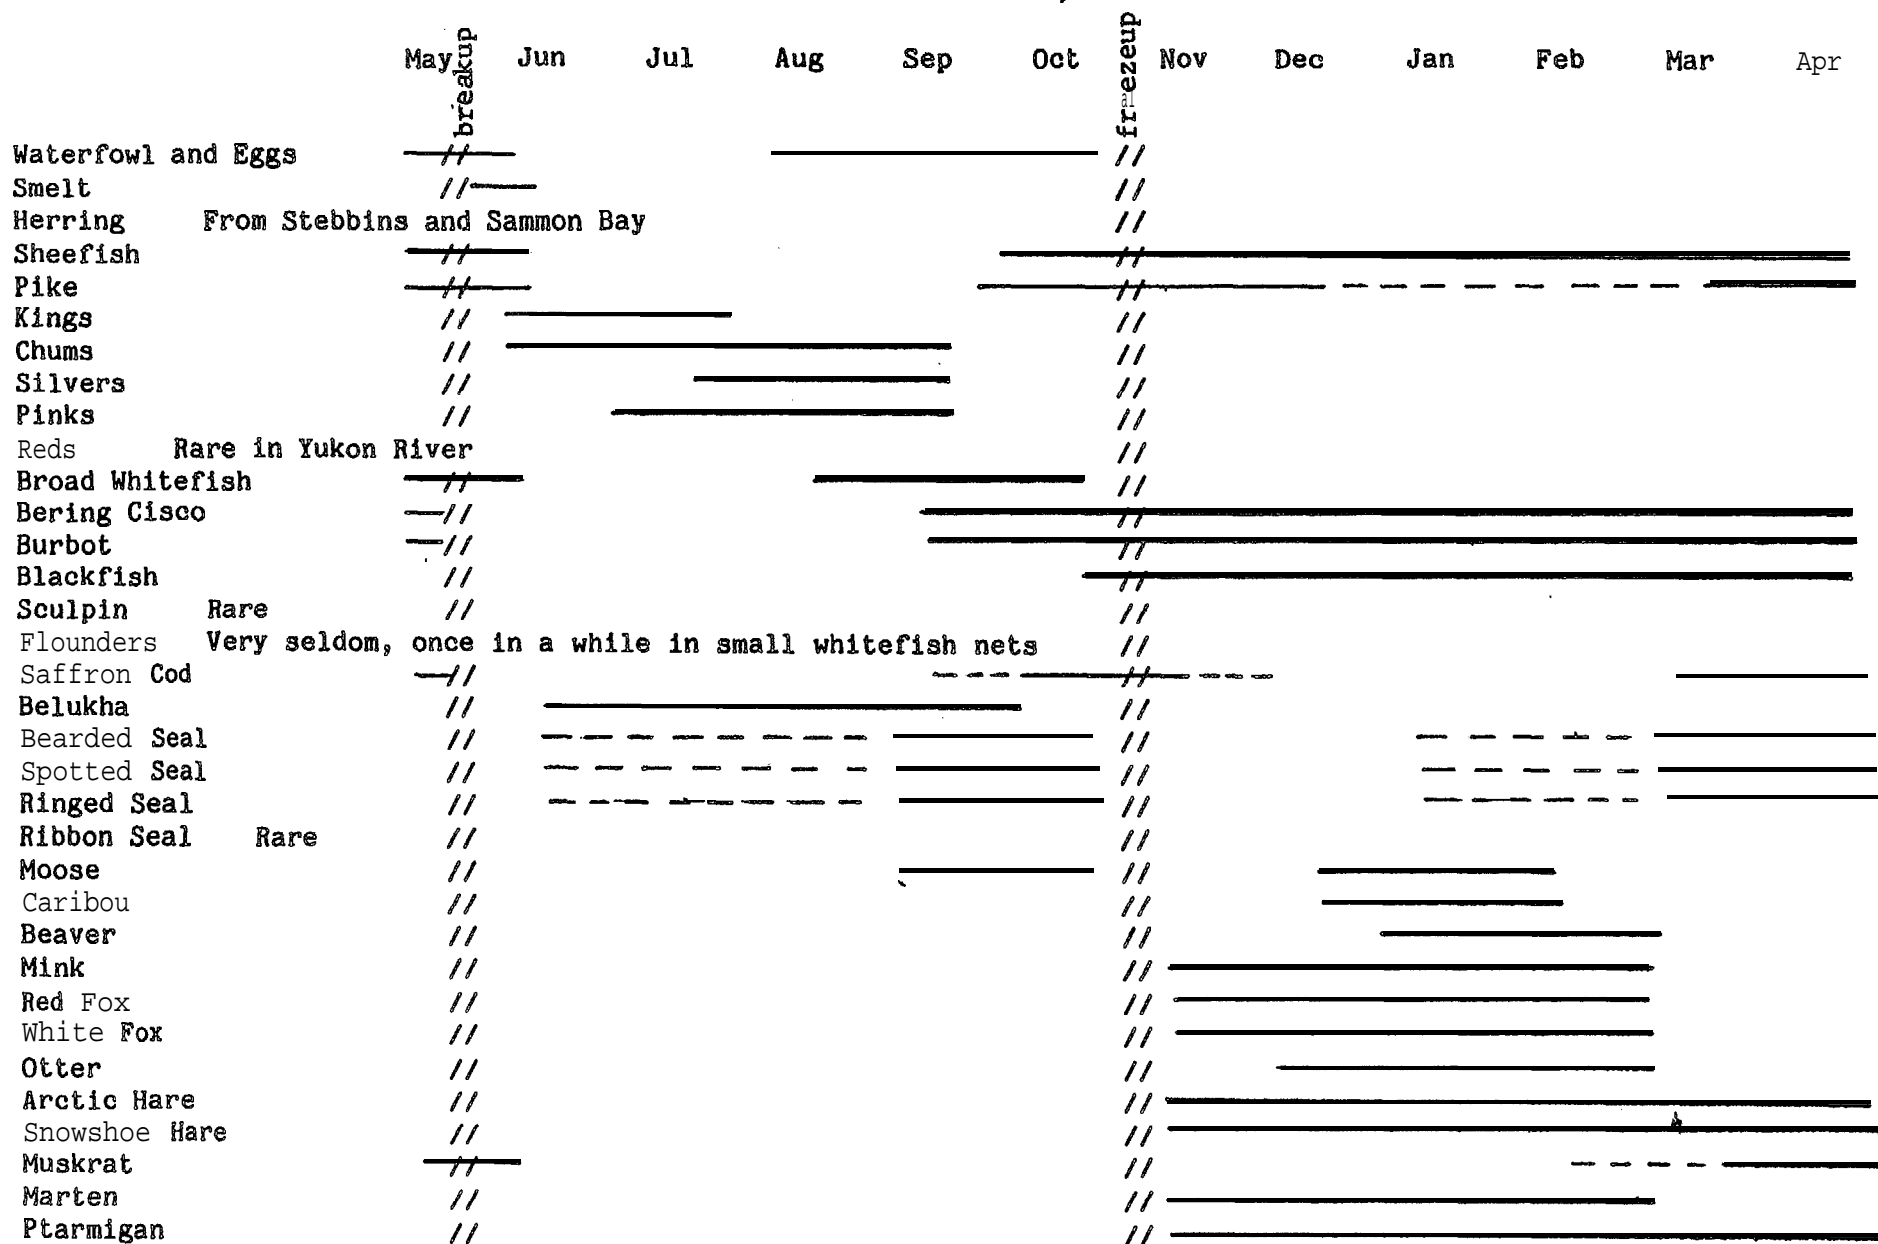 May breakup Jun Jul Aug Sep Oct freezeup Nov Dec Jan Feb Mar Apr
Waterfowl and Eggs
Smelt
Herring From Stebbins and Sammon Bay
Sheefish
Pike
Kings
Chums
Silvers
Pinks
Reds Rare in Yukon River
Broad Whitefish
Bering Cisco
Burbot
Blackfish
Sculpin Rare
Flounders Very seldom, once in a while in small whitefish nets
Saffron Cod
Belukha
Bearded Seal
Spotted Seal
Ringed Seal
Ribbon Seal Rare
Moose
Caribou
Beaver
Mink
Red Fox
White Fox
Otter
Arctic Hare
Snowshoe Hare
Muskrat
Marten
Ptarmigan